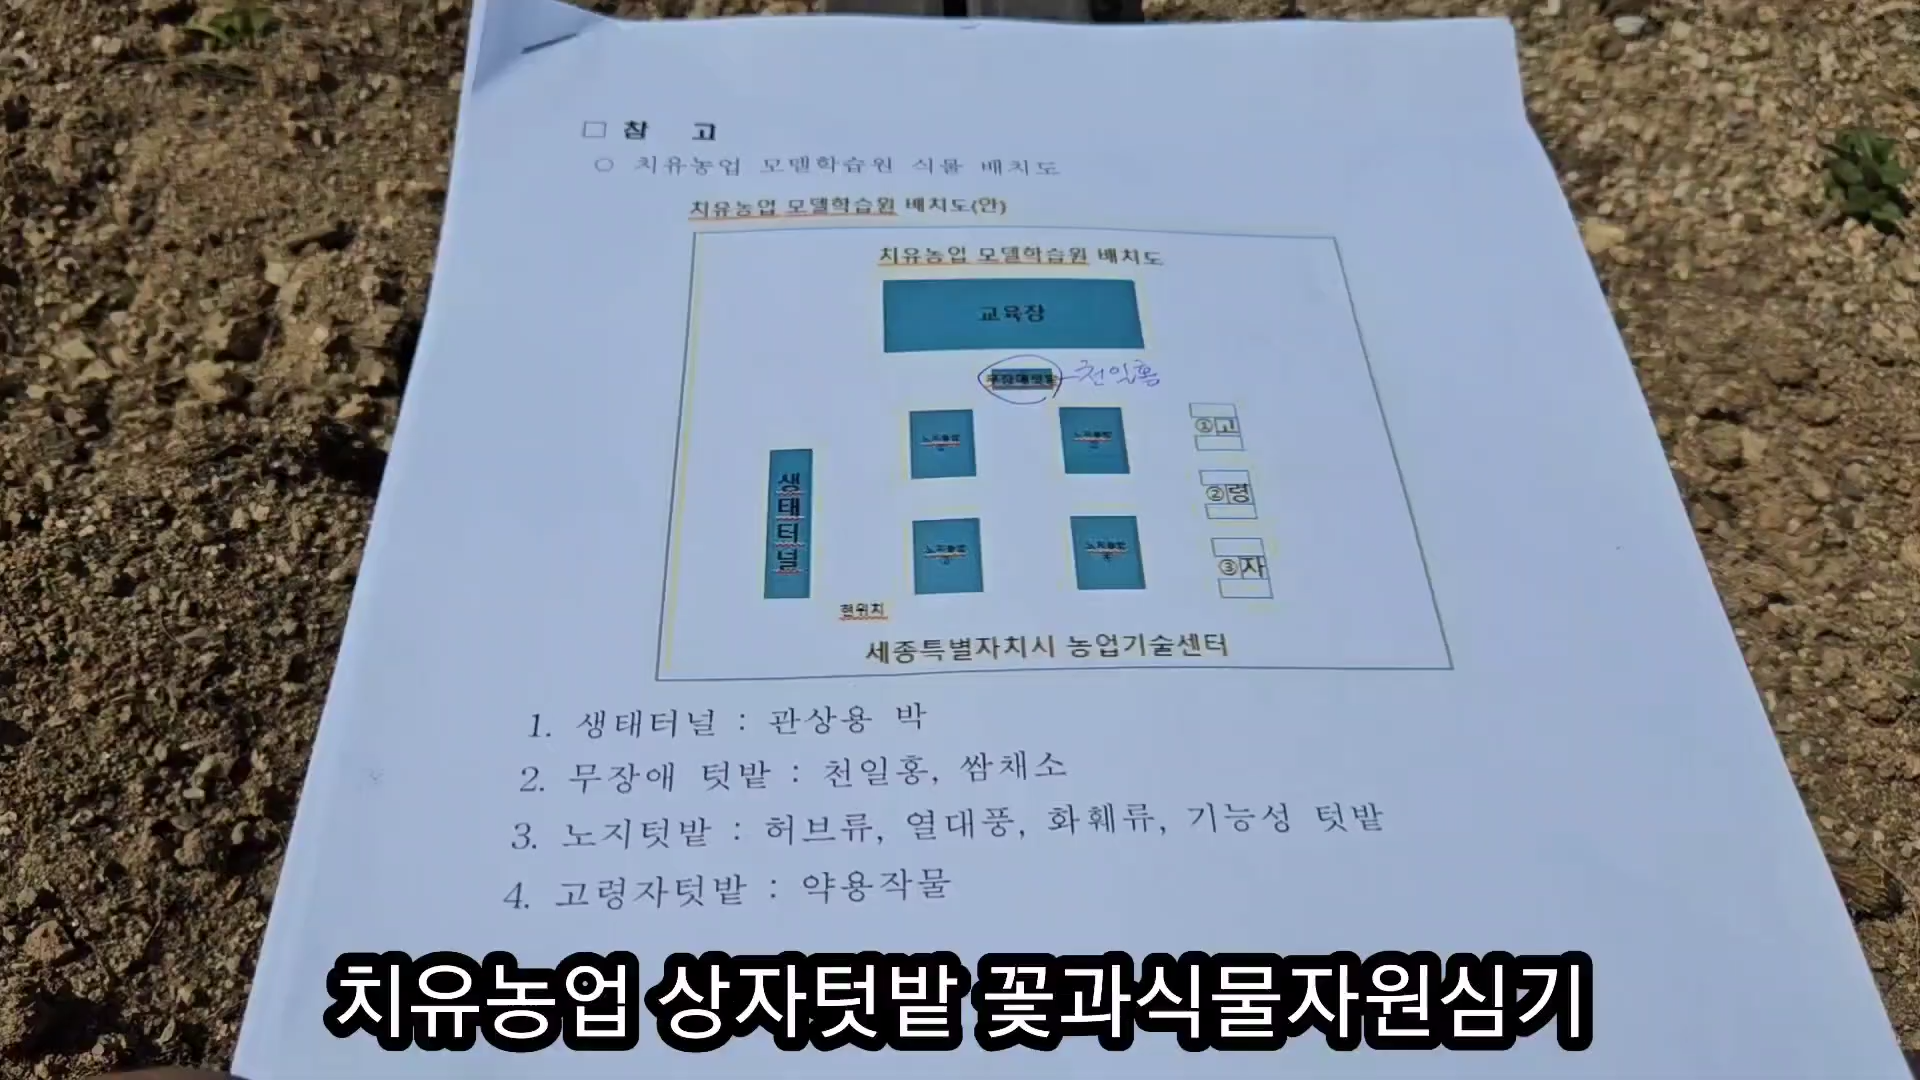 □ 참 고
○ 치유농업 모델학습원 식물 배치도
치유농업 모델학습원 배치도(안)
치유농업 모델학습원 배치도
교육장
무장애텃밭 천일홍
①고
②령
③자
생태터널
현위치
세종특별자치시 농업기술센터
1. 생태터널 : 관상용 박
2. 무장애 텃밭 : 천일홍, 쌈채소
3. 노지텃밭 : 허브류, 열대풍, 화훼류, 기능성 텃밭
4. 고령자텃밭 : 약용작물
치유농업 상자텃밭 꽃과식물자원심기